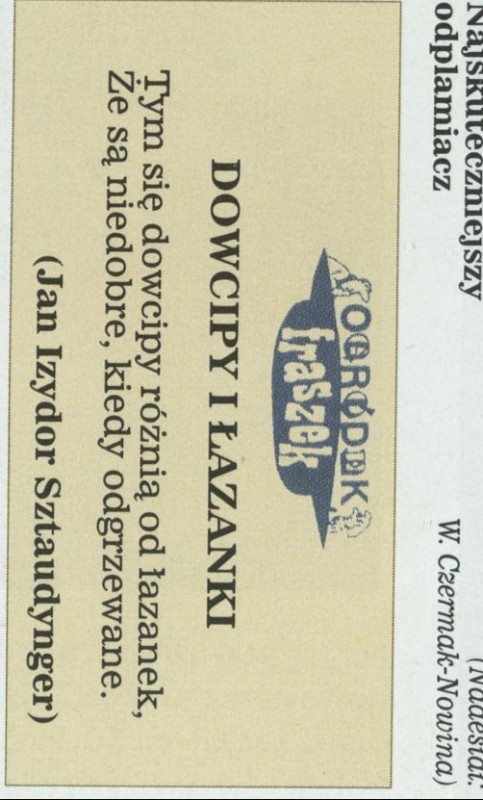 Najskuteczniejszy
odplamiacz
(Nadesłał:
W. Czermak-Nowina)
OGRÓDEK
fraszek
DOWCIPY I ŁAZANKI
Tym się dowcipy różnią od łazanek,
Że są niedobre, kiedy odgrzewane.
(Jan Izydor Sztaudynger)